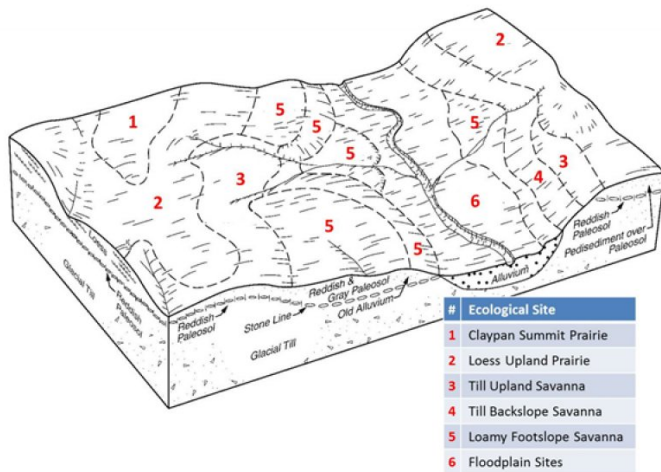 2
1
5
5
5
5
3
3
4
2
6
5
5
Loess
Glacial Till
Reddish
Paleosol
Reddish
Paleosol
Stone Line
Glacial Till
Reddish &
Gray Paleosol
Old Alluvium
Alluvium
Reddish
Paleosol
Pedisediment over
Paleosol
# Ecological Site
1 Claypan Summit Prairie
2 Loess Upland Prairie
3 Till Upland Savanna
4 Till Backslope Savanna
5 Loamy Footslope Savanna
6 Floodplain Sites